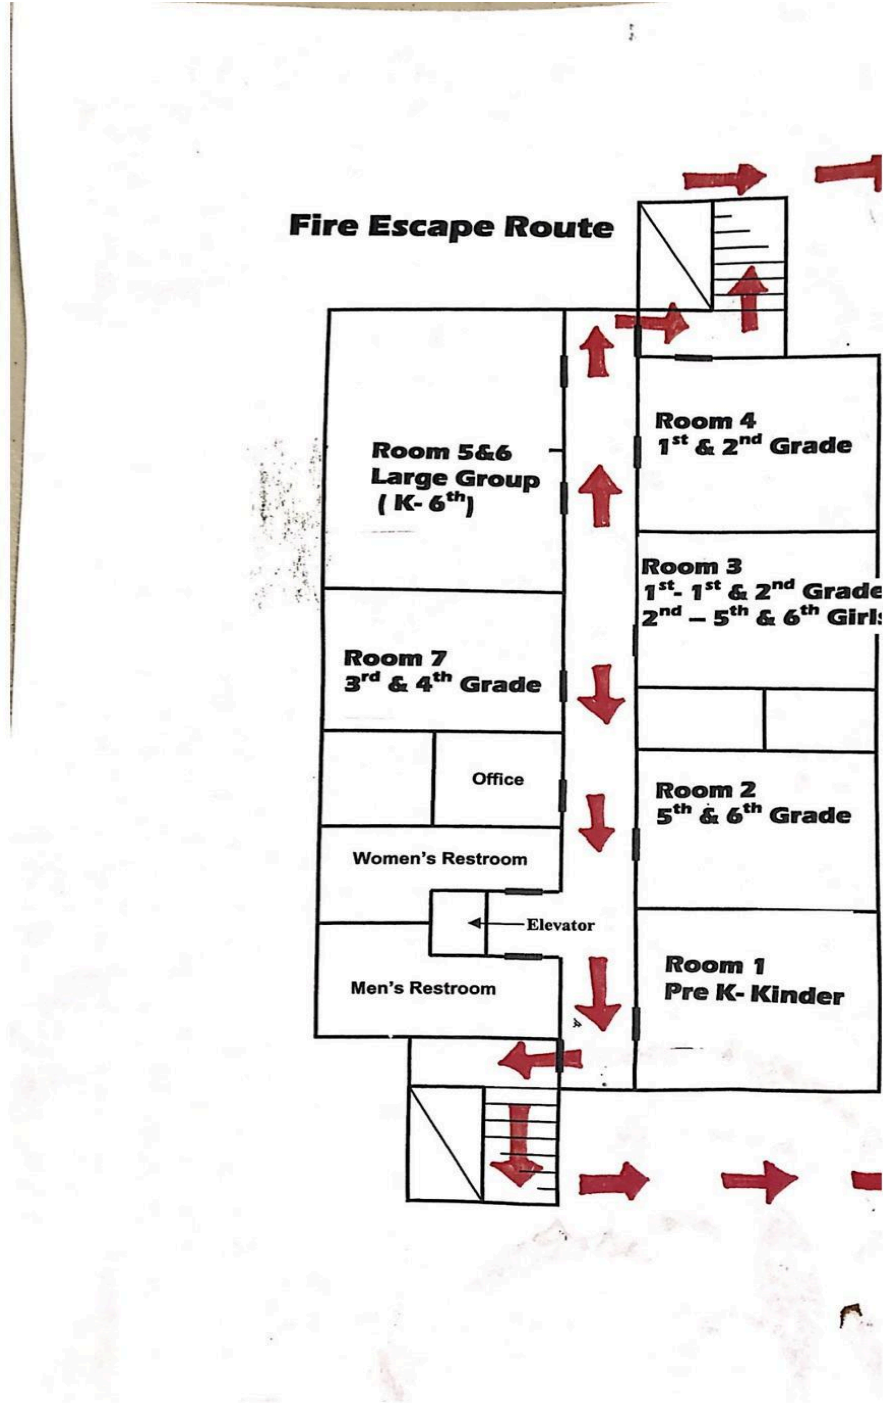 Fire Escape Route
Room 4
1st & 2nd Grade
Room 5&6
Large Group
( K- 6th)
Room 3
1st- 1st & 2nd Grade
2nd – 5th & 6th Girls
Room 7
3rd & 4th Grade
Office
Room 2
5th & 6th Grade
Women's Restroom
Elevator
Room 1
Pre K- Kinder
Men's Restroom